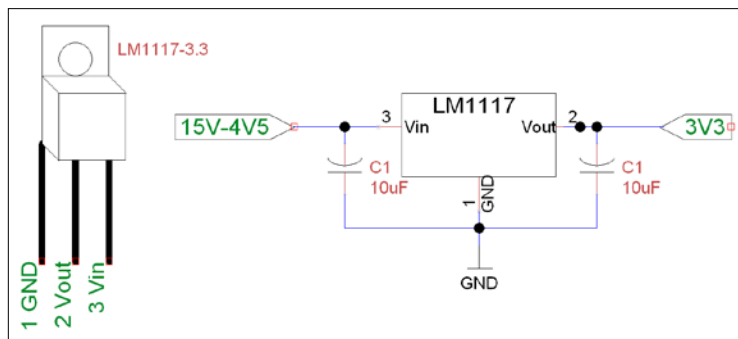 LM1117-3.3
1 GND
2 Vout
3 Vin
15V-4V5
3
LM1117
Vin
Vout
2
3V3
C1
10uF
1
GND
C1
10uF
GND